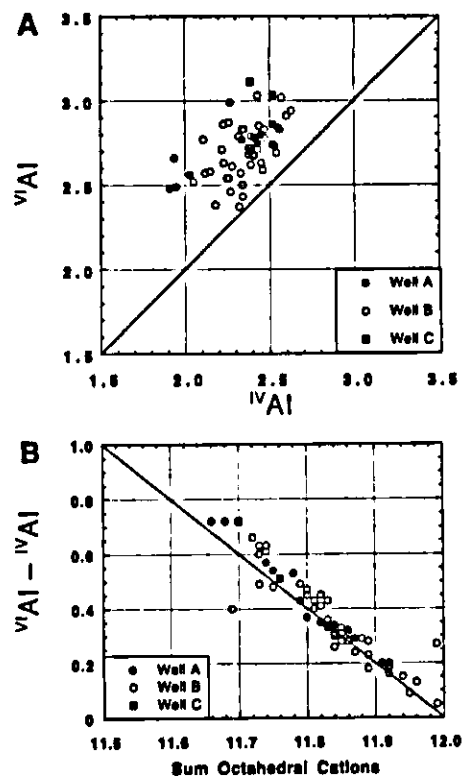 A
3.5
3.0
2.5
2.0
1.5
VIAl
Well A
Well B
Well C
1.5 2.0 2.5 3.0 3.5
IVAl
B
1.0
0.8
0.6
0.4
0.2
0
VIAl – IVAl
Well A
Well B
Well C
11.5 11.6 11.7 11.8 11.9 12.0
Sum Octahedral Cations